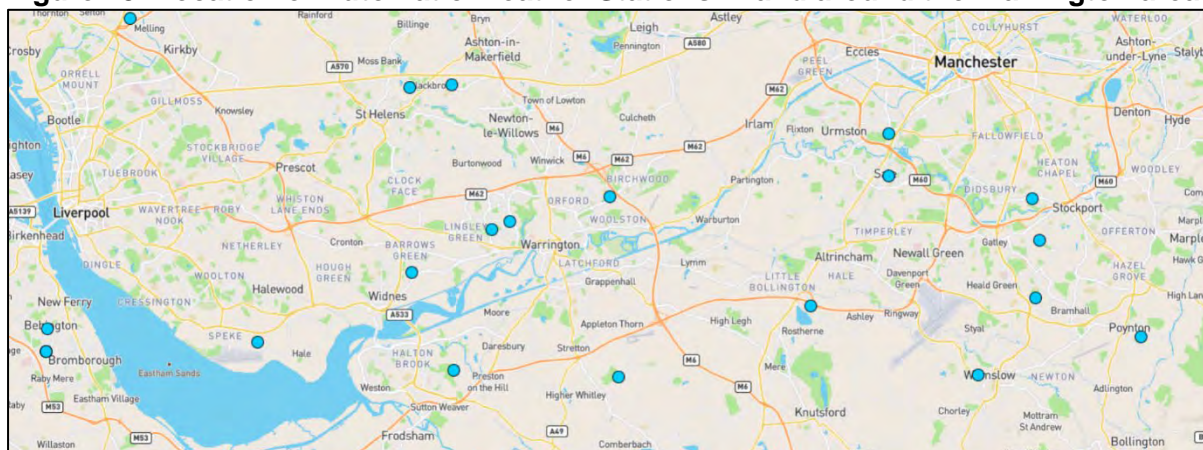 Thornton
Sefton
Melling
Rainford
Billinge
Bryn
Leigh
Astley
COLLYHURST
WATERLOO
Crosby
Kirkby
Moss Bank
Ashton-in-
Makerfield
Pennington
A580
Eccles
PEEL
GREEN
Manchester
Ashton-
under-Lyne
ORRELL
MOUNT
A570
GILLMOSS
Knowsley
St Helens
Town of Lowton
M62
Bootle
Newton-
le-Willows
Culcheth
Irlam
Flixton
Urmston
FALLOWFIELD
Denton
Hyde
STOCKBRIDGE
VILLAGE
M6
Prescot
Burtonwood
Winwick
M6
M62
M62
HEATON
CHAPEL
WOODLEY
TUEBROOK
CLOCK
FACE
M62
BIRCHWOOD
Partington
M60
DIDSBURY
M60
A5139
Liverpool
WAVERTREE
NOOK
ROBY
WHISTON
LANE ENDS
ORFORD
WOOLSTON
Warburton
Stockport
Birkenhead
NETHERLEY
Cronton
BARROWS
GREEN
Warrington
TIMPERLEY
Gatley
OFFERTON
DINGLE
WOOLTON
HOUGH
GREEN
LATCHFORD
Lymm
Altrincham
Newall Green
HAZEL
GROVE
New Ferry
CRESSINGTON
Halewood
Widnes
Grappenhall
LITTLE
BOLLINGTON
HALE
Davenport
Green
Heald Green
A533
Moore
Appleton Thorn
High Legh
Rostherne
Ashley
Ringway
Bramhall
Styal
Poynton
SPEKE
Hale
Daresbury
Stretton
Bromborough
Eastham Sands
HALTON
BROOK
Preston
on the Hill
M6
Mere
Raby Mere
Weston
Higher Whitley
M6
NEWTON
Adlington
M53
Eastham Village
Sutton Weaver
Knutsford
Chorley
Mottram
St Andrew
Willaston
M53
Frodsham
A49
Comberbach
Bollington